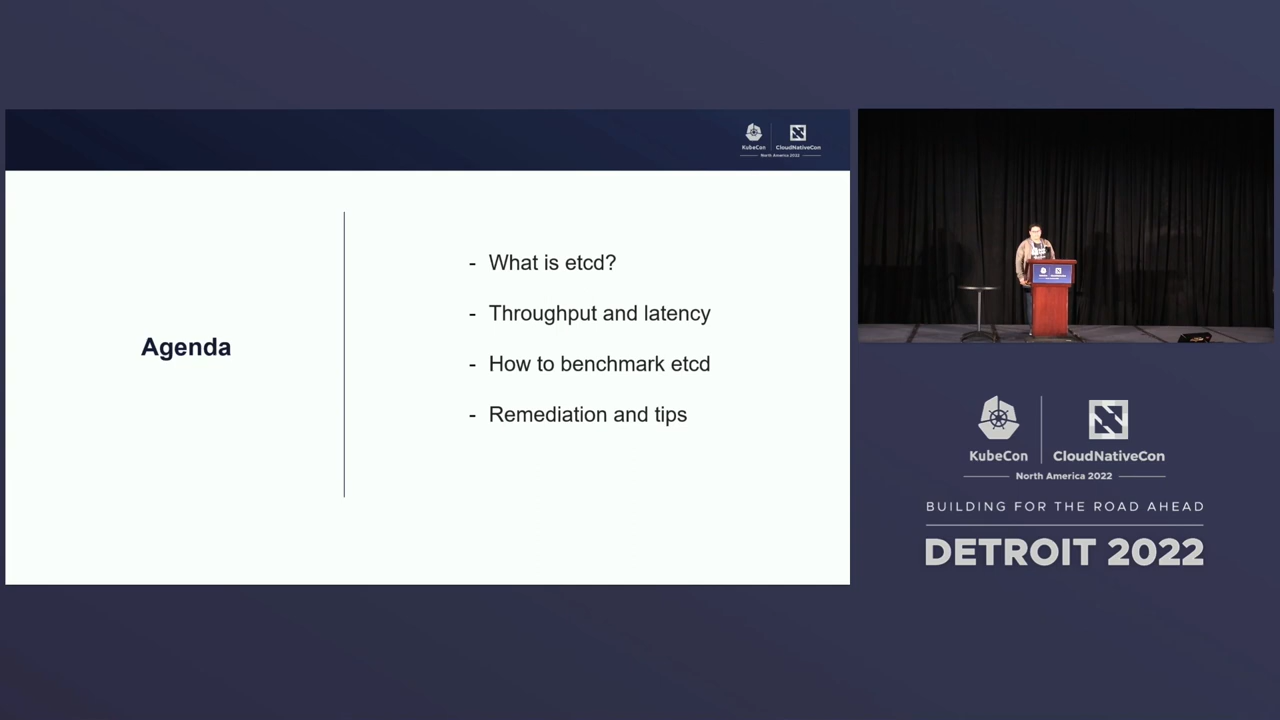 KubeCon
CloudNativeCon
North America 2022
Agenda
- What is etcd?
- Throughput and latency
- How to benchmark etcd
- Remediation and tips
KubeCon
CloudNativeCon
North America 2022
BUILDING FOR THE ROAD AHEAD
DETROIT 2022